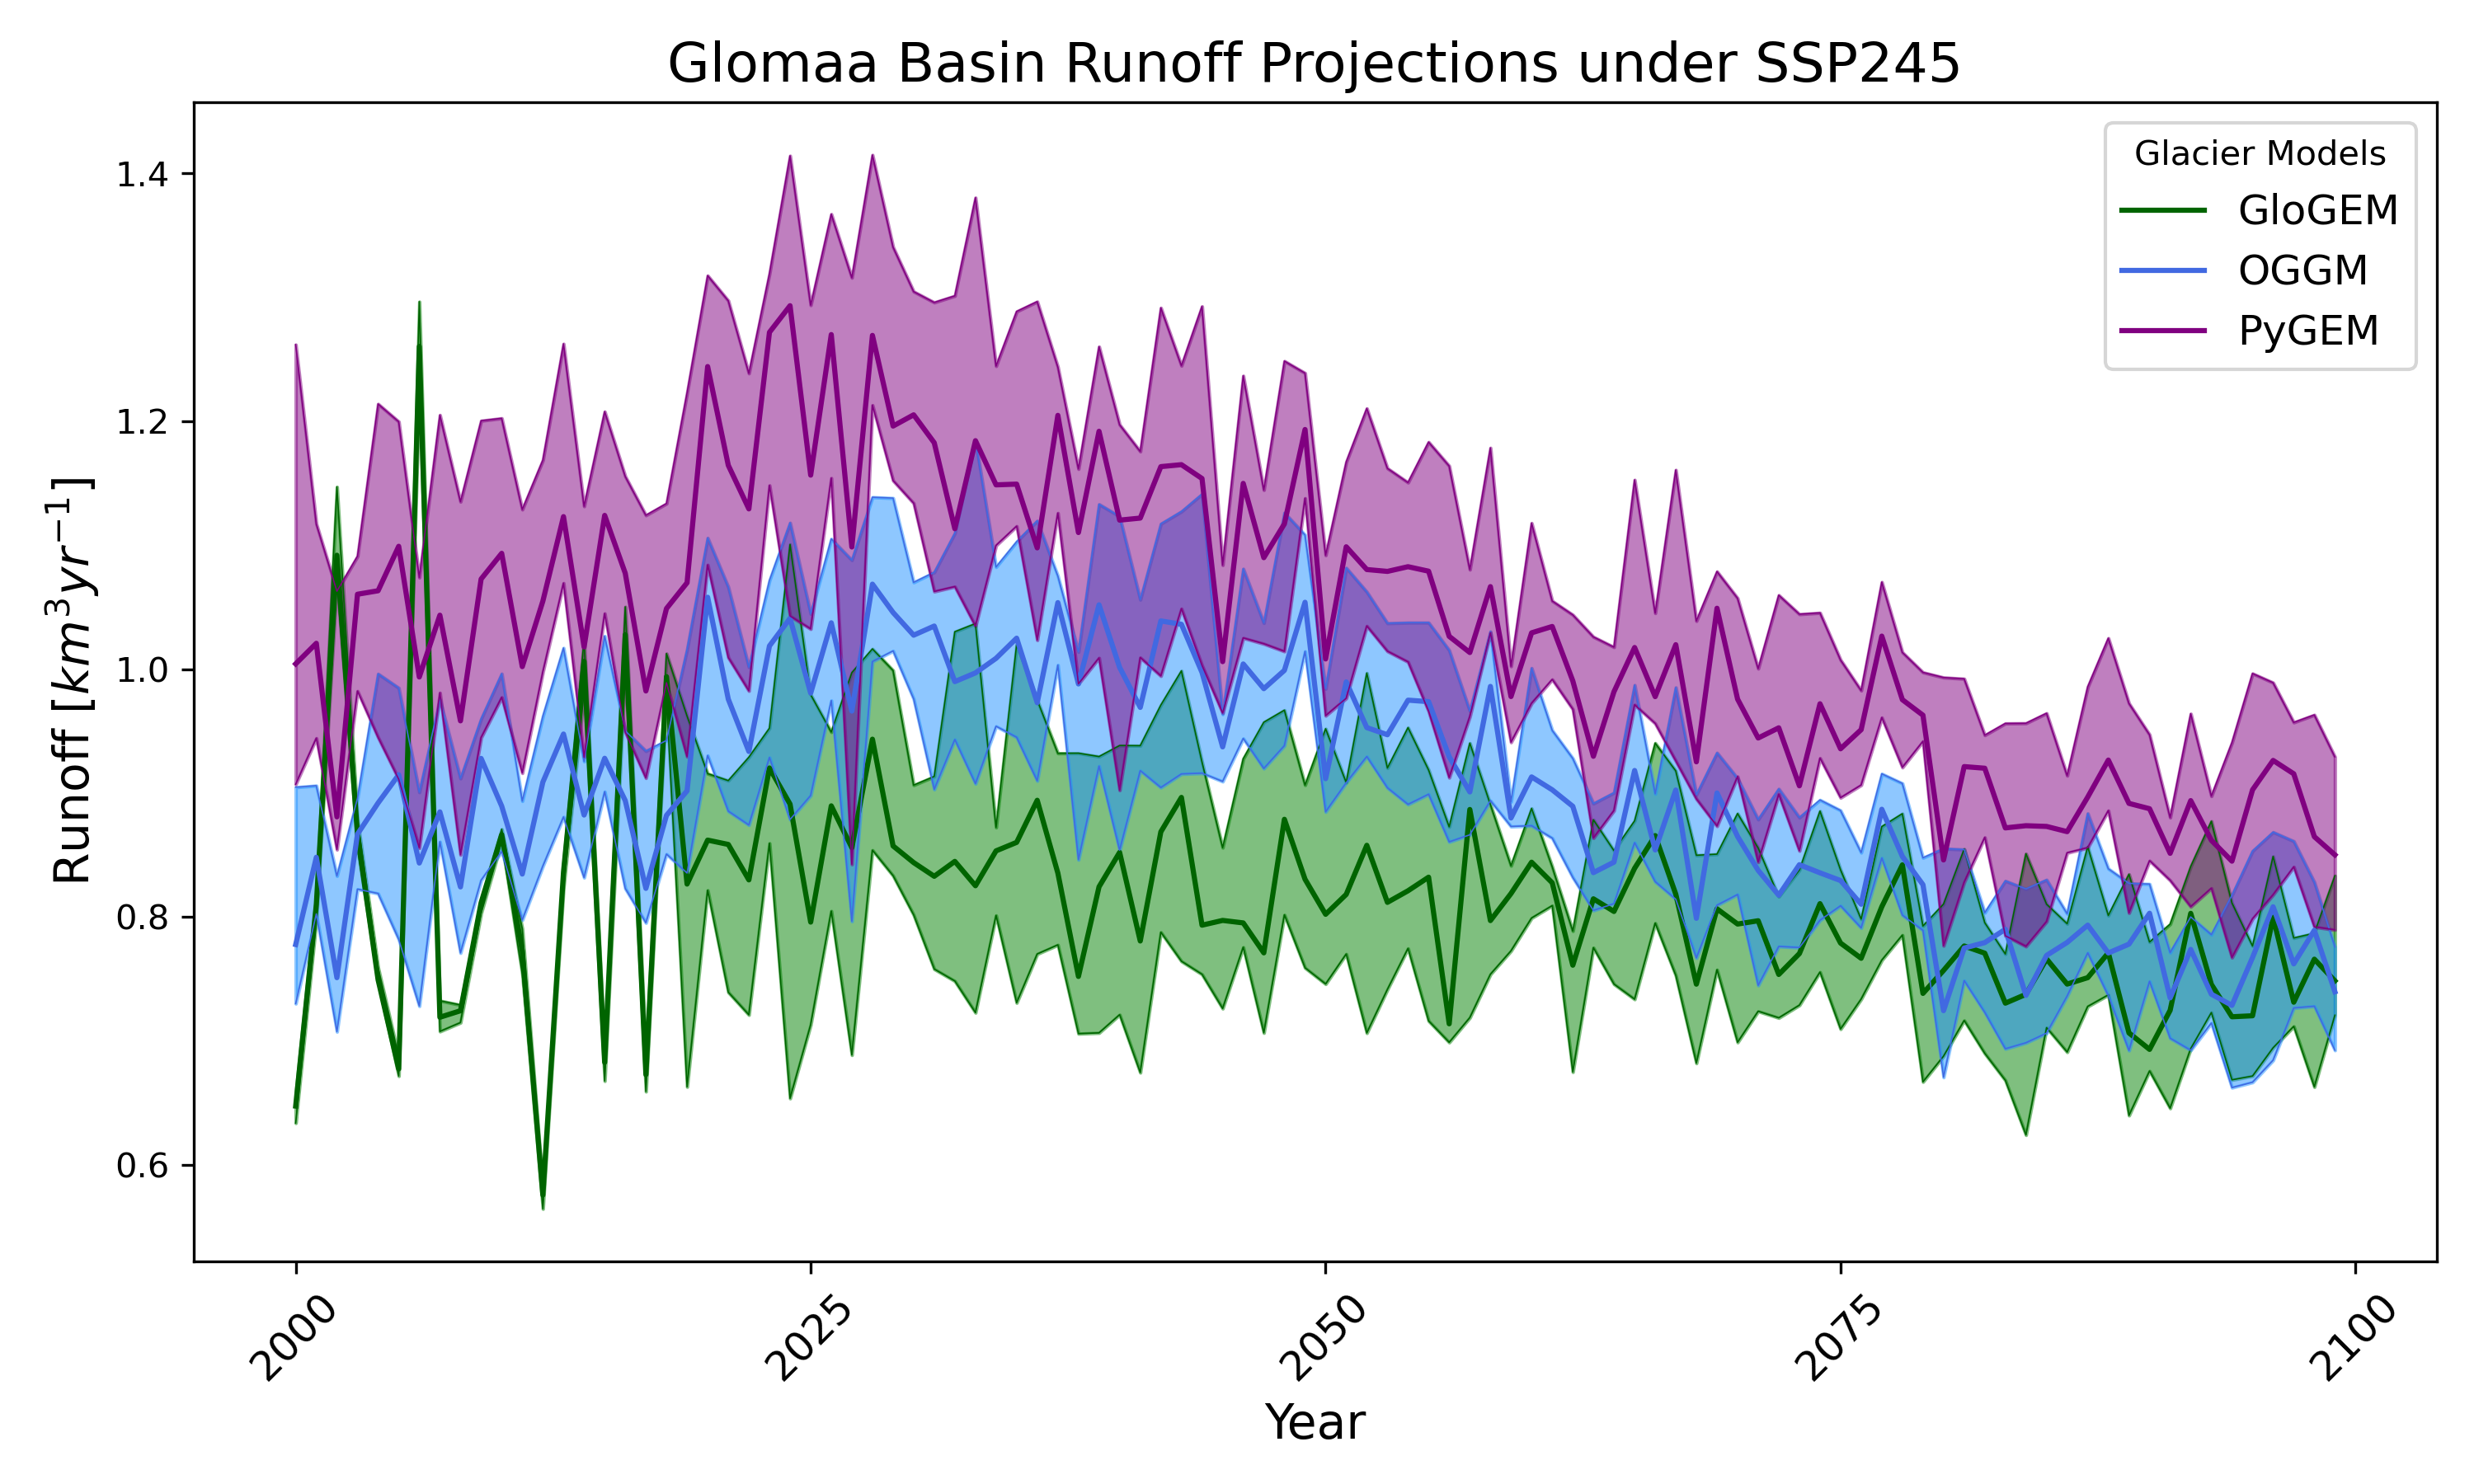 Glomaa Basin Runoff Projections under SSP245
Glacier Models
GloGEM
OGGM
PyGEM
Runoff [km³yr⁻¹]
1.4
1.2
1.0
0.8
0.6
2000
2025
2050
2075
2100
Year